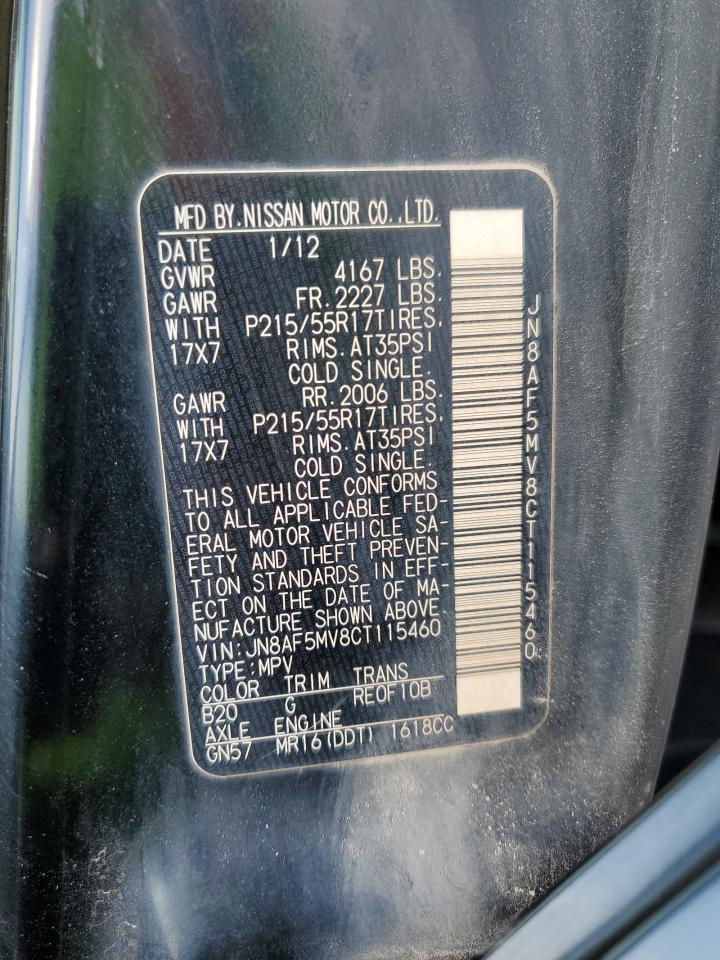 MFD BY. NISSAN MOTOR CO.,LTD.
DATE 1/12
GVWR 4167 LBS.
GAWR FR. 2227 LBS.
WITH P215/55R17TIRES,
17X7 RIMS. AT35PSI
COLD SINGLE.
GAWR RR. 2006 LBS.
WITH P215/55R17TIRES,
17X7 RIMS. AT35PSI
COLD SINGLE.
THIS VEHICLE CONFORMS
TO ALL APPLICABLE FED-
ERAL MOTOR VEHICLE SA-
FETY AND THEFT PREVEN-
TION STANDARDS IN EFF-
ECT ON THE DATE OF MA-
NUFACTURE SHOWN ABOVE.
VIN:JN8AF5MV8CT115460
TYPE:MPV
COLOR TRIM TRANS
B20 G RE0F10B
AXLE ENGINE
GN57 MR16(DDT) 1618CC
JN8AF5MV8CT115460